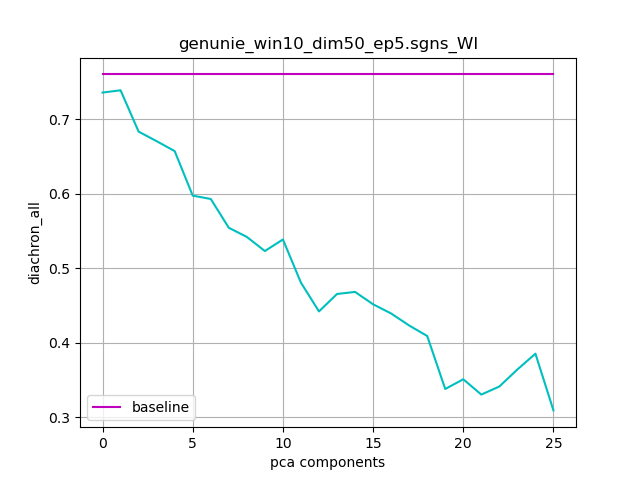 genunie_win10_dim50_ep5.sgns_WI
0.7
0.6
0.5
0.4
0.3
diachron_all
baseline
0 5 10 15 20 25
pca components